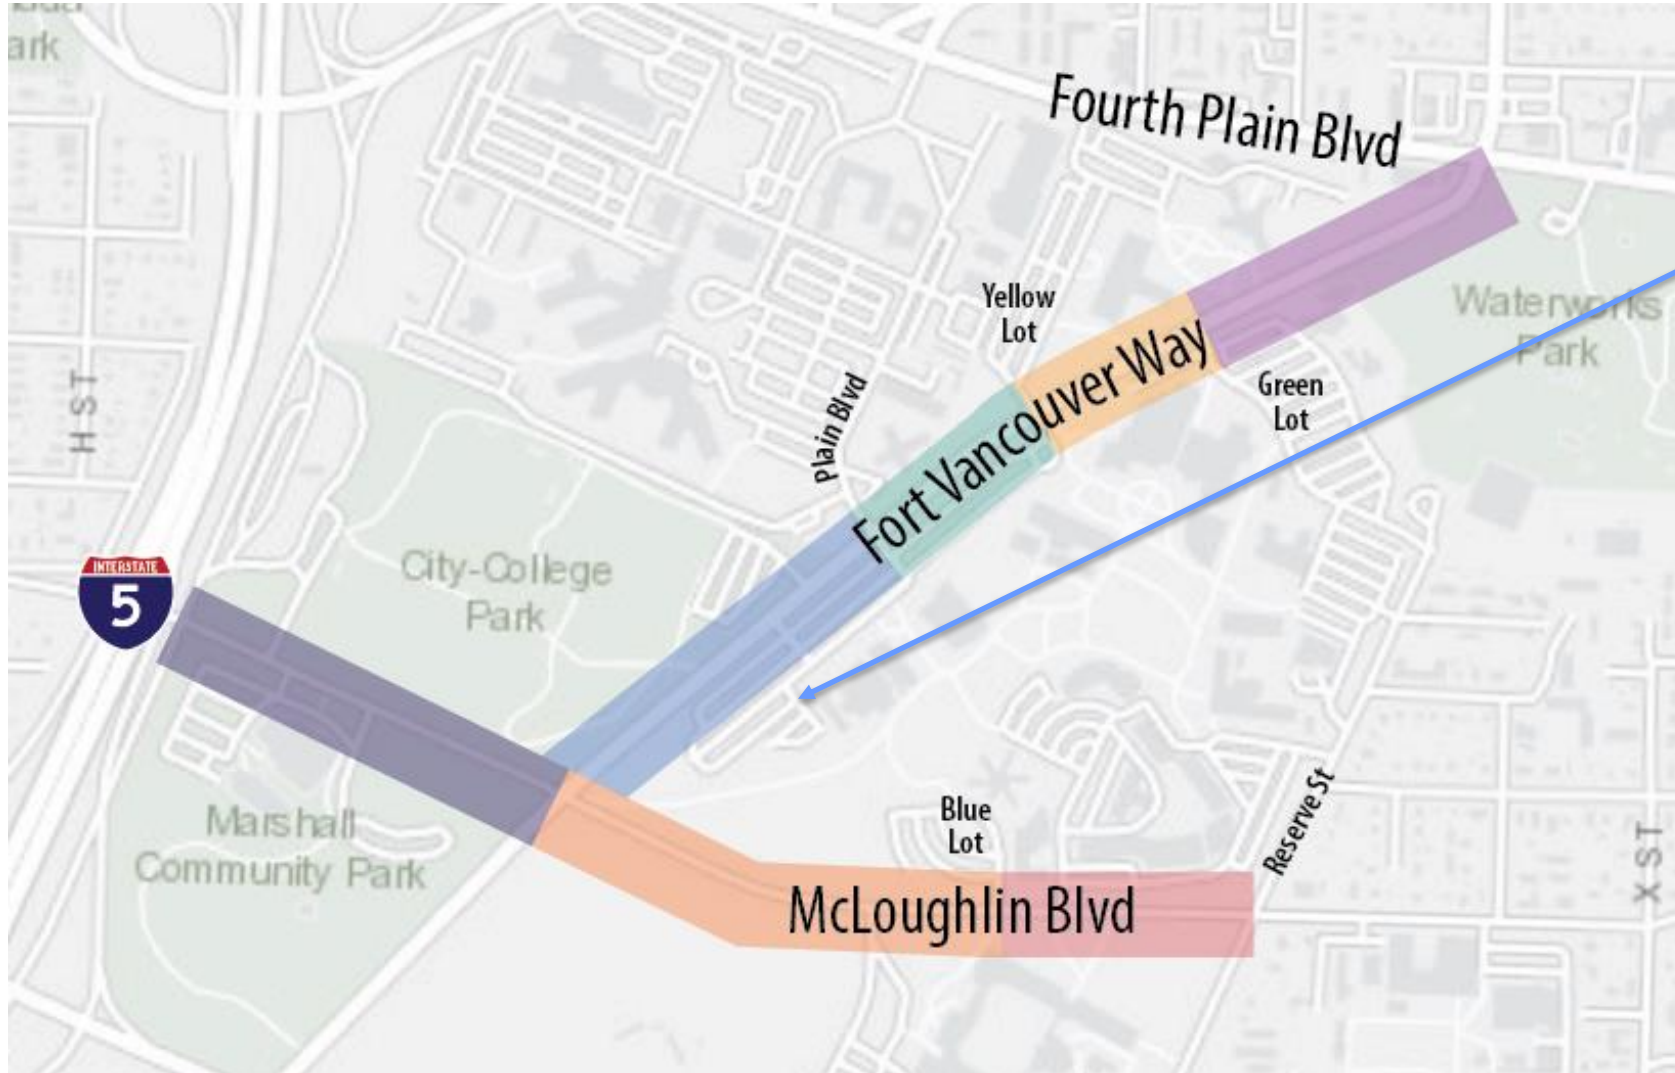 ark
Fourth Plain Blvd
Yellow
Lot
Waterworks
Park
Fort Vancouver Way
Green
Lot
H ST
Plain Blvd
INTERSTATE
5
City-College
Park
Marshall
Community Park
Blue
Lot
Reserve St
X ST
McLoughlin Blvd